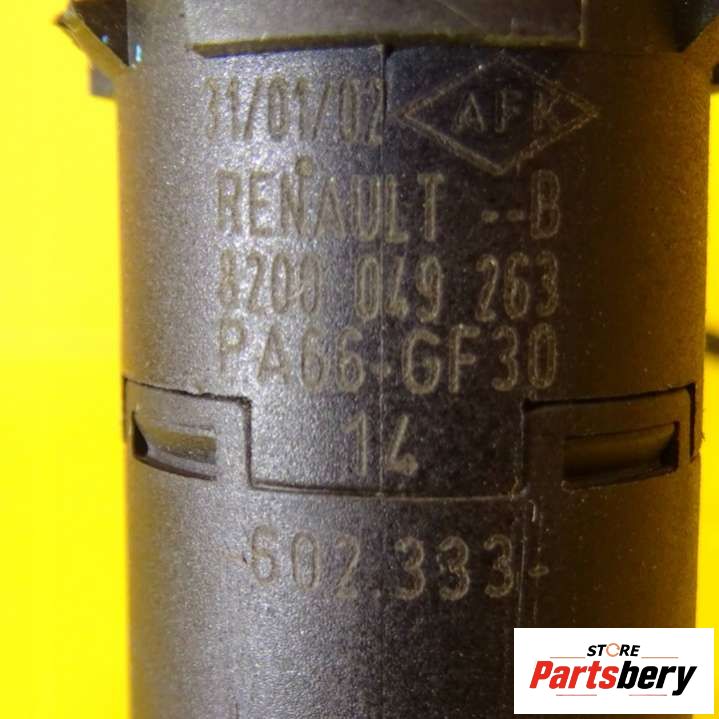 31/01/02 AFK
RENAULT --B
8200 049 263
PA66-GF30
14
-602.333-
STORE
Partsbery